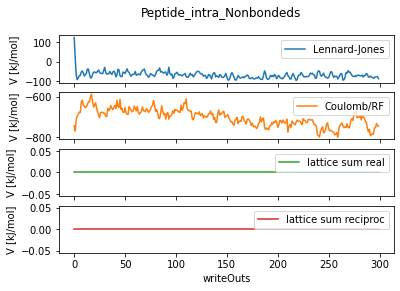 Peptide_intra_Nonbondeds
V [kJ/mol]
100
0
−100
Lennard-Jones
V [kJ/mol]
−600
−800
Coulomb/RF
V [kJ/mol]
0.05
0.00
−0.05
lattice sum real
V [kJ/mol]
0.05
0.00
−0.05
lattice sum reciproc
0 50 100 150 200 250 300
writeOuts